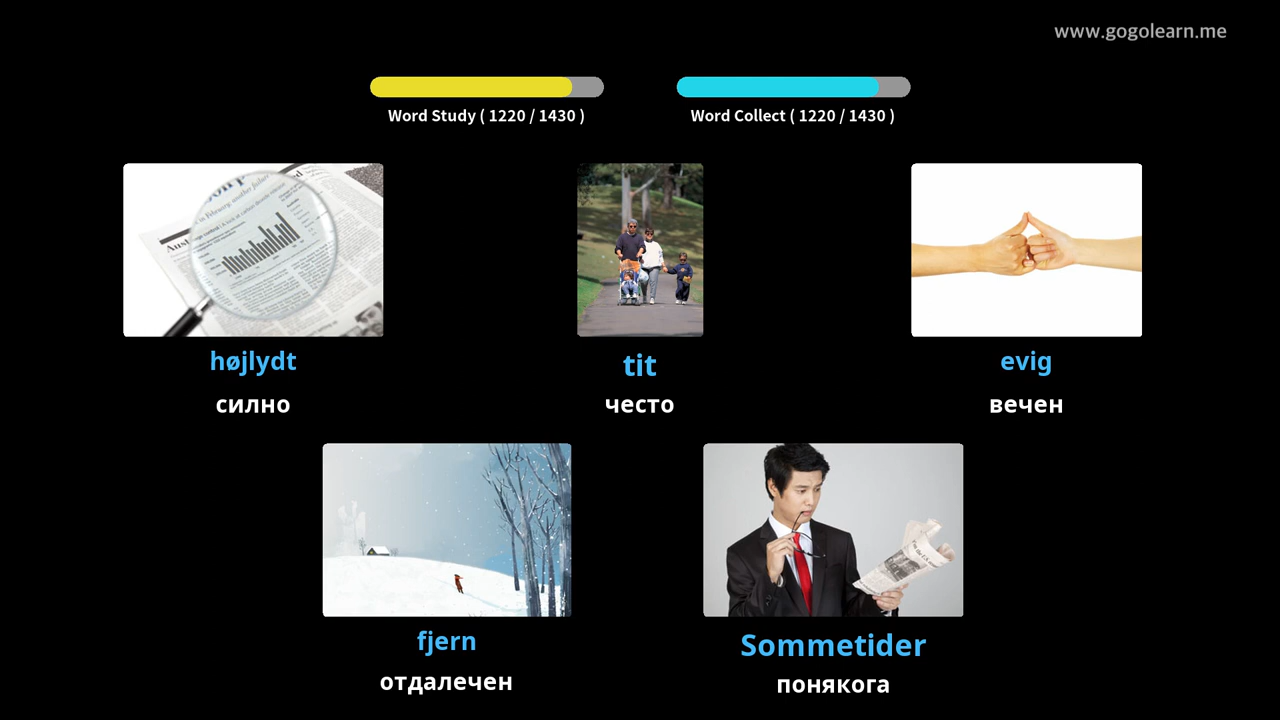 www.gogolearn.me
Word Study ( 1220 / 1430 )
Word Collect ( 1220 / 1430 )
højlydt
tit
evig
силно
често
вечен
fjern
Sommetider
отдалечен
понякога